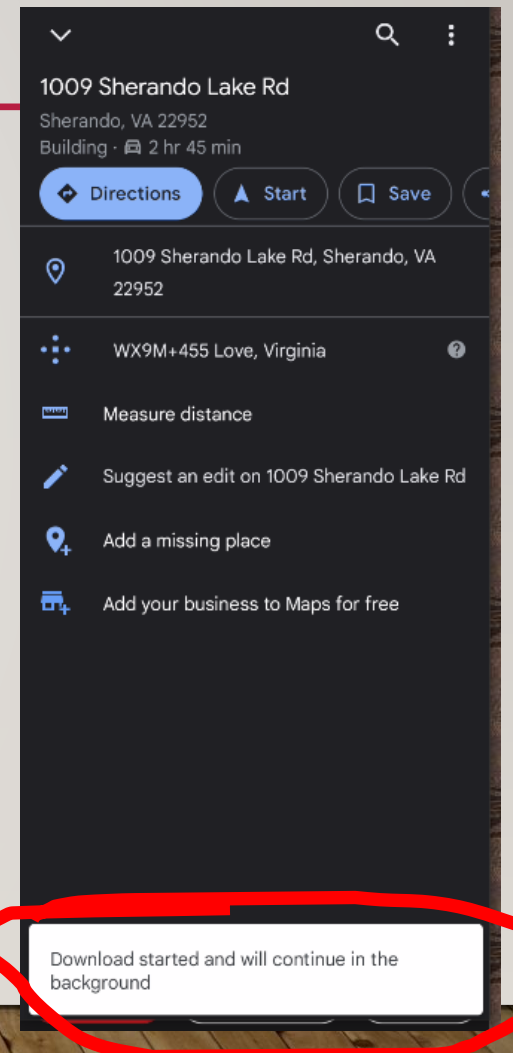 1009 Sherando Lake Rd
Sherando, VA 22952
Building · 2 hr 45 min
Directions
Start
Save
1009 Sherando Lake Rd, Sherando, VA
22952
WX9M+455 Love, Virginia
Measure distance
Suggest an edit on 1009 Sherando Lake Rd
Add a missing place
Add your business to Maps for free
Download started and will continue in the
background